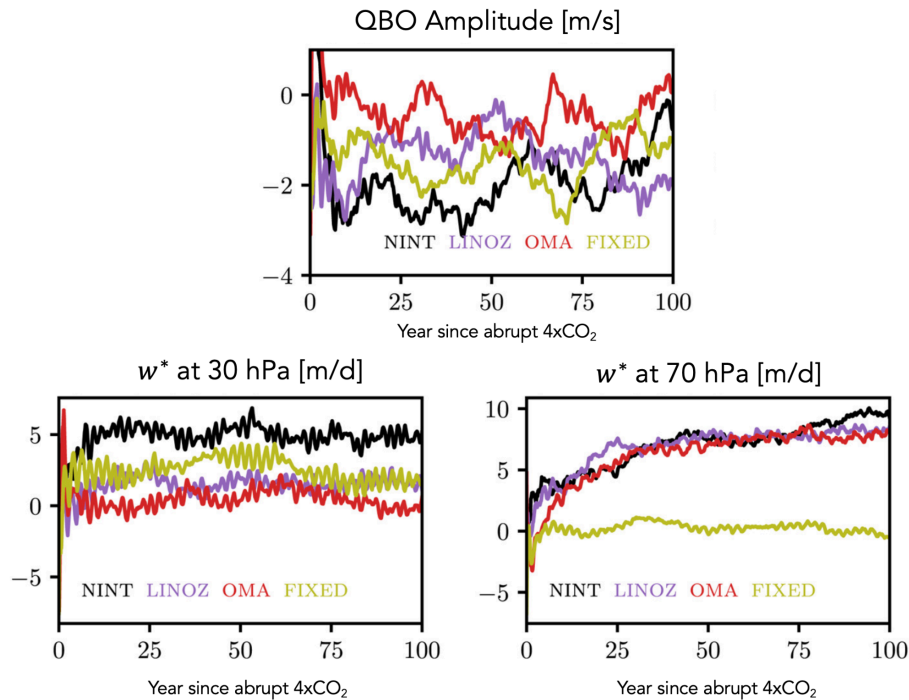 QBO Amplitude [m/s]
0
−2
−4
NINT LINOZ OMA FIXED
0 25 50 75 100
Year since abrupt 4xCO₂
w* at 30 hPa [m/d]
5
0
−5
NINT LINOZ OMA FIXED
0 25 50 75 100
Year since abrupt 4xCO₂
w* at 70 hPa [m/d]
10
5
0
−5
NINT LINOZ OMA FIXED
0 25 50 75 100
Year since abrupt 4xCO₂